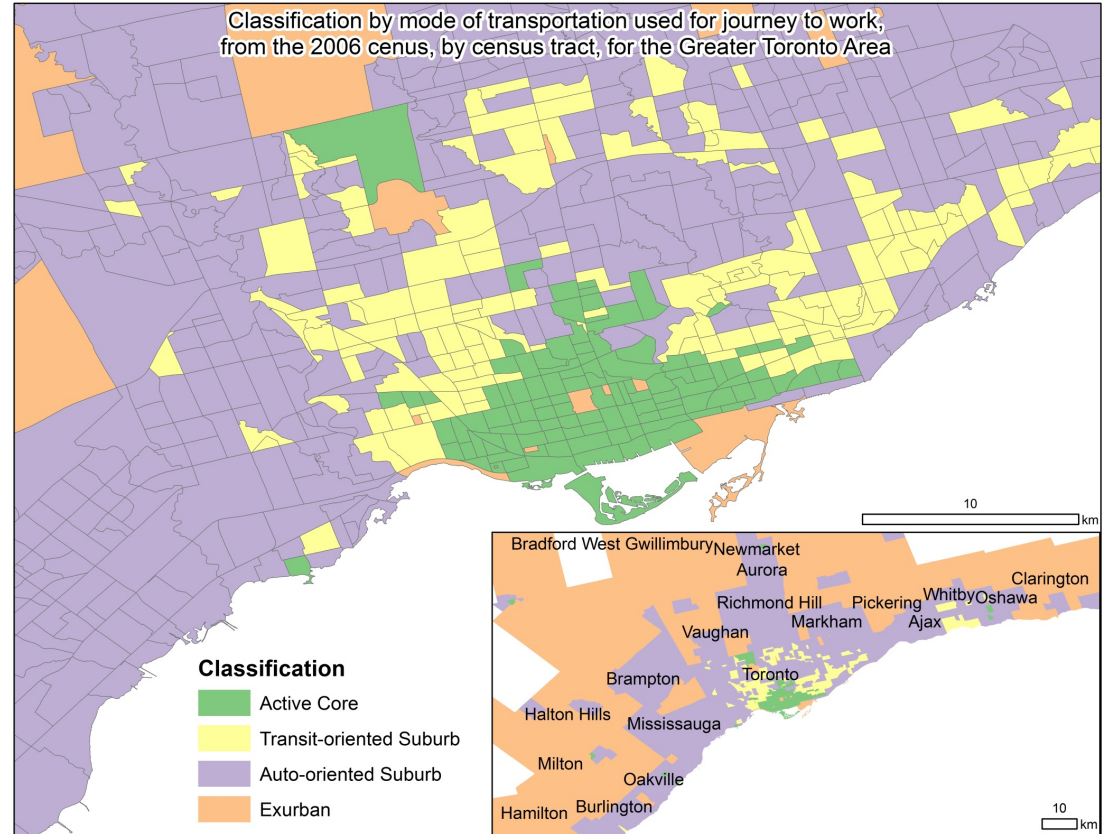 Classification by mode of transportation used for journey to work,
from the 2006 cenus, by census tract, for the Greater Toronto Area
10
km
Bradford West Gwillimbury
Newmarket
Aurora
Clarington
Whitby
Oshawa
Richmond Hill
Pickering
Markham
Ajax
Vaughan
Toronto
Brampton
Halton Hills
Mississauga
Milton
Oakville
Hamilton
Burlington
10
km
Classification
Active Core
Transit-oriented Suburb
Auto-oriented Suburb
Exurban